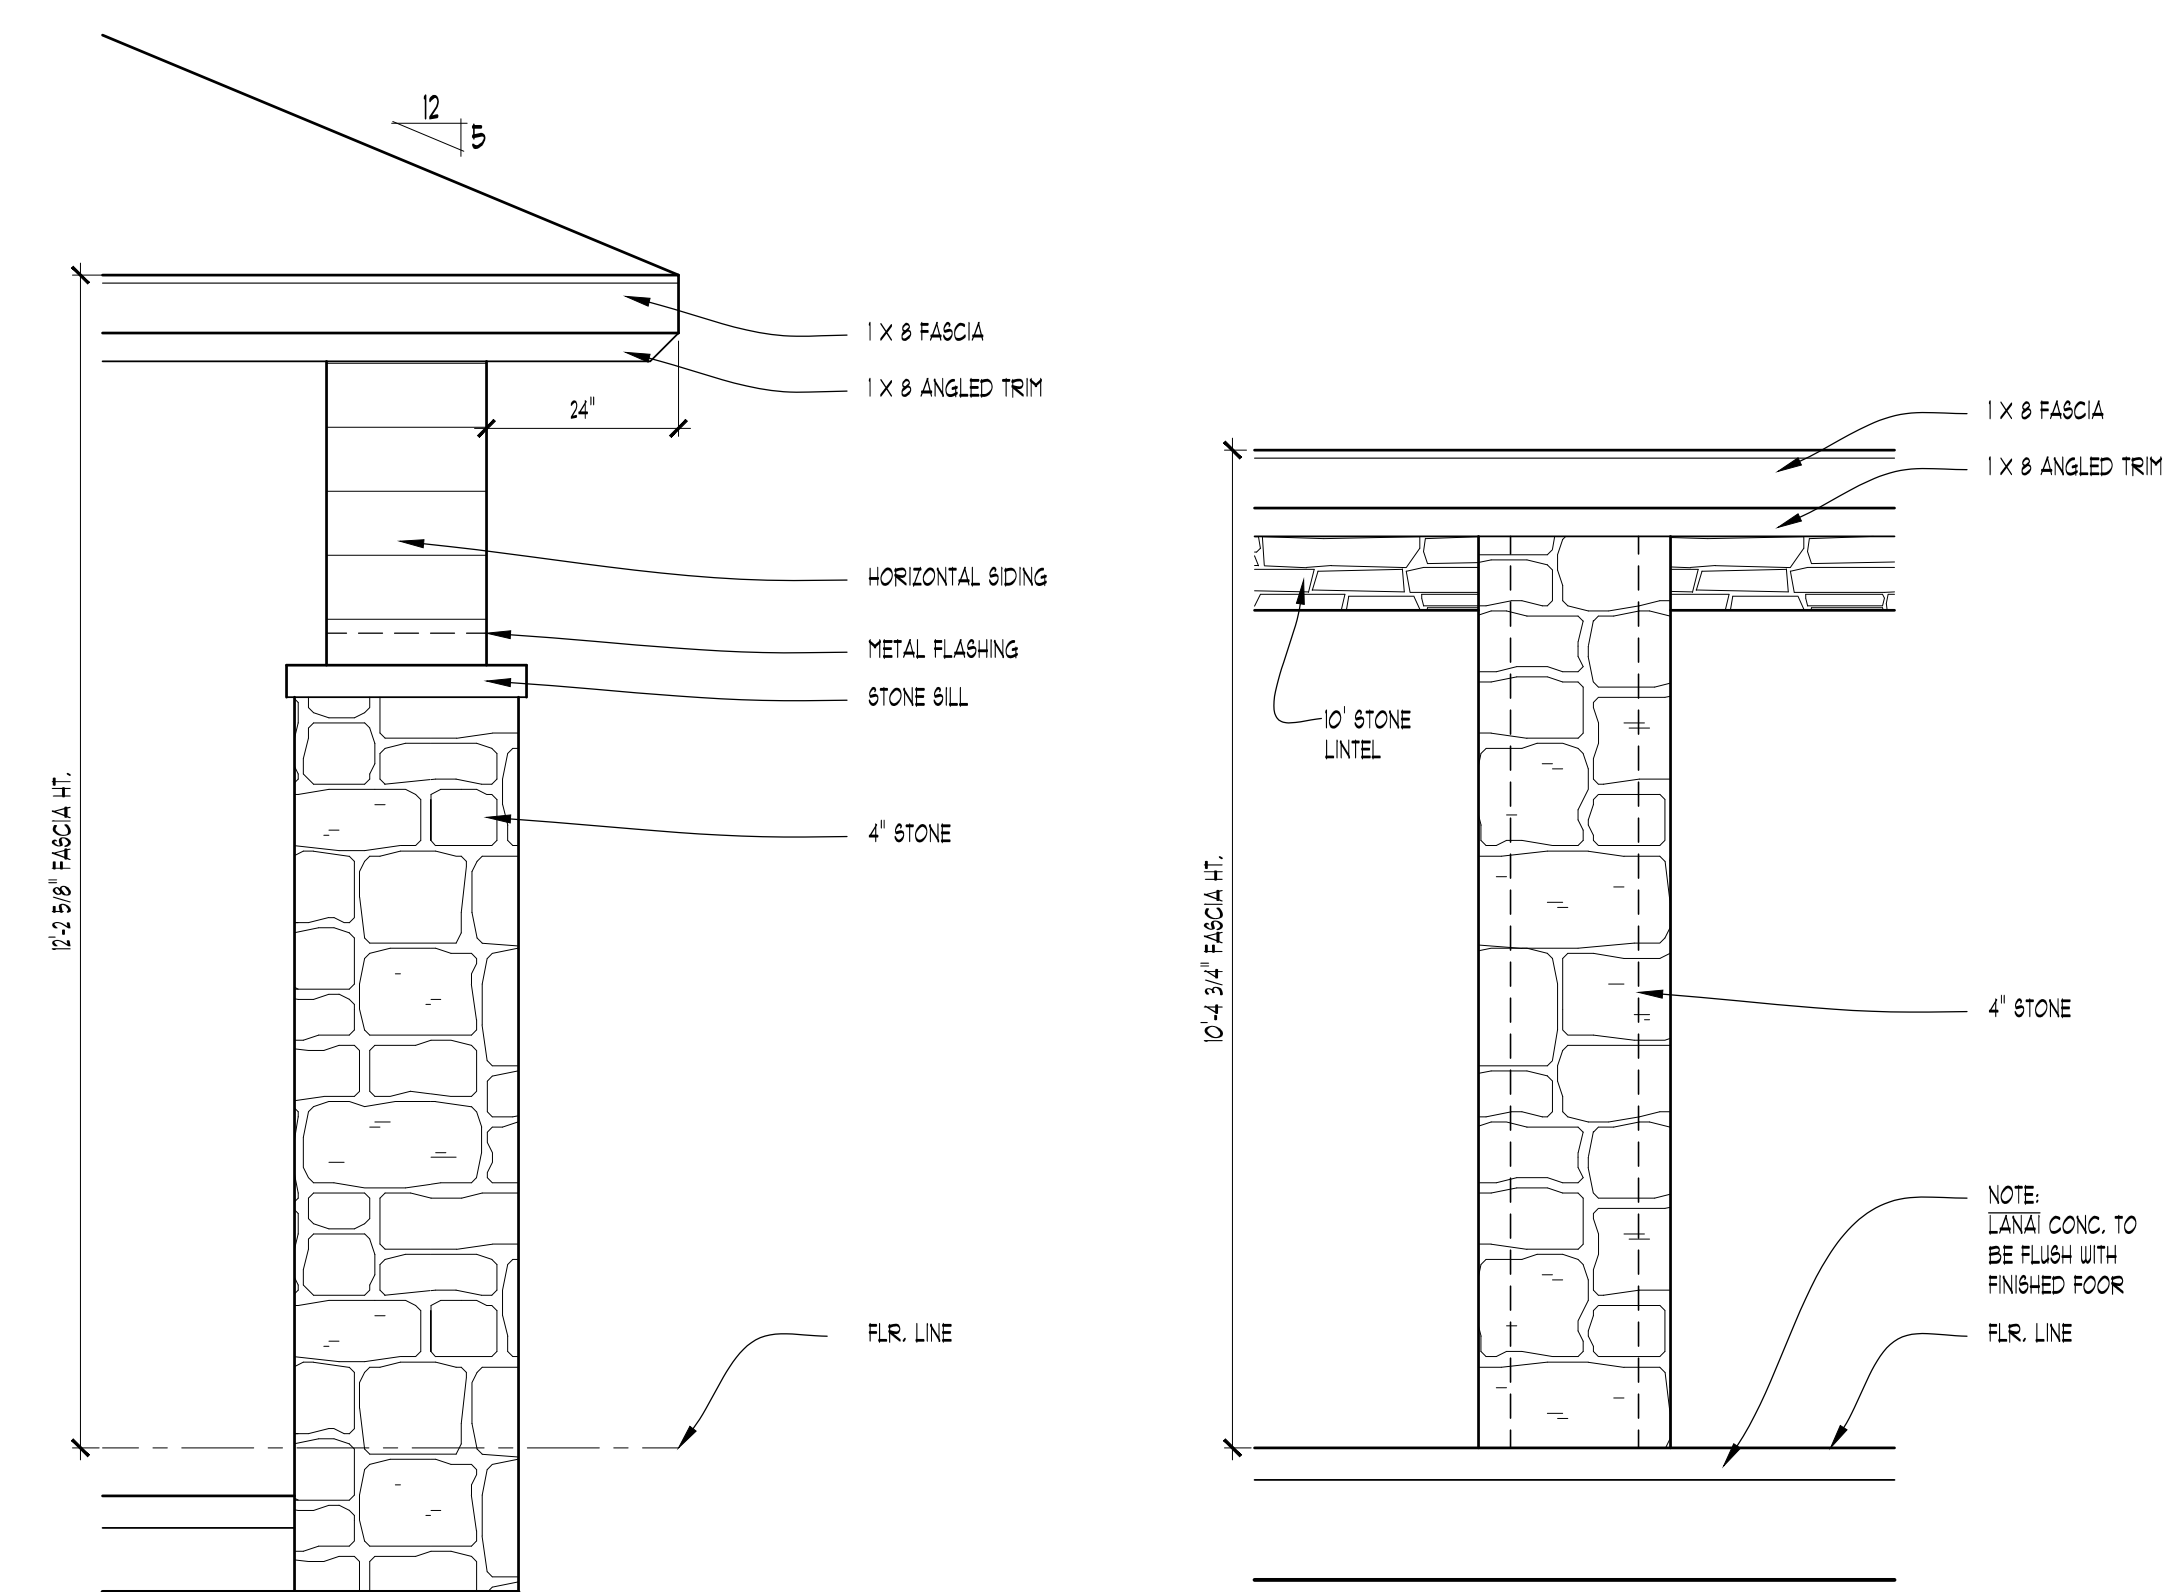 12
5
1 X 8 FASCIA
1 X 8 ANGLED TRIM
24"
HORIZONTAL SIDING
METAL FLASHING
STONE SILL
4" STONE
12'-2 5/8" FASCIA HT.
FLR. LINE
1 X 8 FASCIA
1 X 8 ANGLED TRIM
10' STONE
LINTEL
10'-4 3/4" FASCIA HT.
4" STONE
NOTE:
LANAI CONC. TO
BE FLUSH WITH
FINISHED FOOR
FLR. LINE